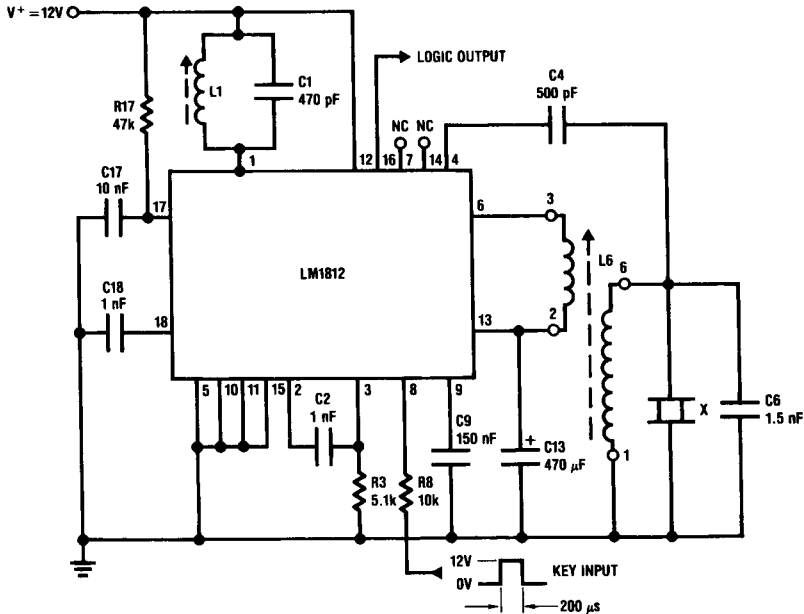 V+ = 12V
LOGIC OUTPUT
C4
500 pF
L1
C1
470 pF
R17
47k
NC NC
1
12 16 7 14 4
C17
10 nF
17
6
3
LM1812
L6
6
C18
1 nF
18
13
2
5 10 11 15 2
C2
1 nF
3 8 9
C9
150 nF
+
C13
470 μF
X
C6
1.5 nF
1
R3
5.1k
R8
10k
12V
0V
KEY INPUT
200 μs